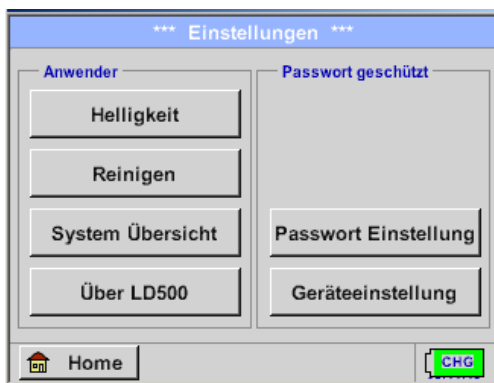 *** Einstellungen ***
Anwender
Passwort geschützt
Helligkeit
Reinigen
System Übersicht
Passwort Einstellung
Über LD500
Geräteeinstellung
Home
CHG